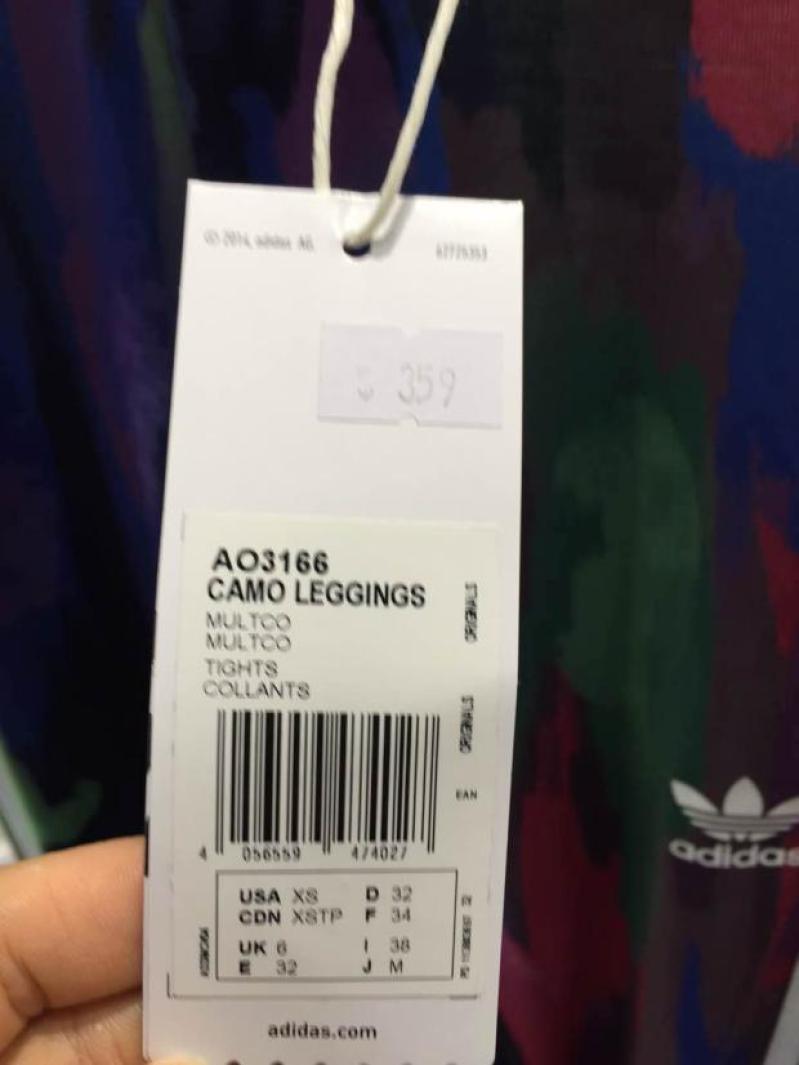 © 2014, adidas AG. 62725353
359
AO3166
CAMO LEGGINGS
MULTCO
MULTCO
TIGHTS
COLLANTS
ORIGINALS
ORIGINALS
EAN
4 056559 474027
USA XS D 32
CDN XSTP F 34
UK 6 I 38
E 32 J M
adidas.com
adidas